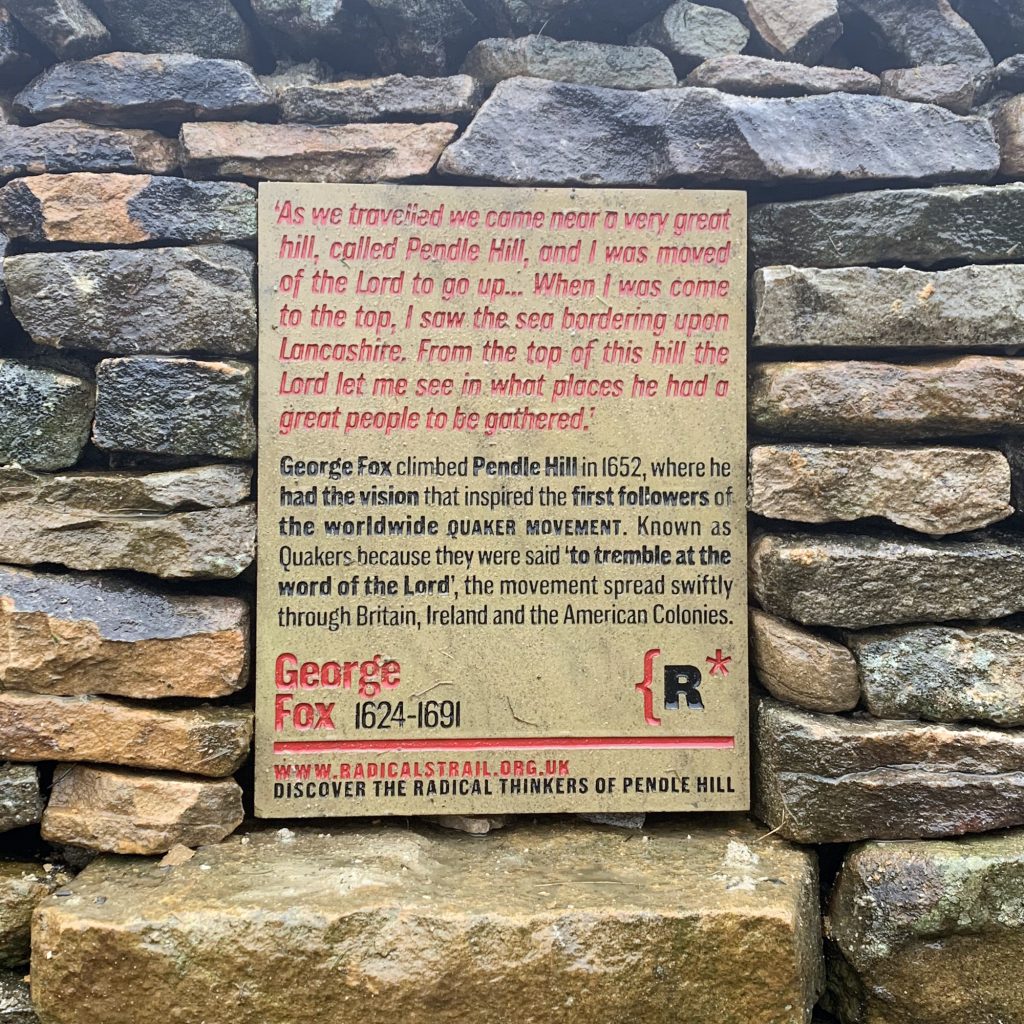 'As we travelled we came near a very great
hill, called Pendle Hill, and I was moved
of the Lord to go up... When I was come
to the top, I saw the sea bordering upon
Lancashire. From the top of this hill the
Lord let me see in what places he had a
great people to be gathered.'
George Fox climbed Pendle Hill in 1652, where he
had the vision that inspired the first followers of
the worldwide QUAKER MOVEMENT. Known as
Quakers because they were said 'to tremble at the
word of the Lord', the movement spread swiftly
through Britain, Ireland and the American Colonies.
George
Fox 1624-1691
{R*
WWW.RADICALSTRAIL.ORG.UK
DISCOVER THE RADICAL THINKERS OF PENDLE HILL